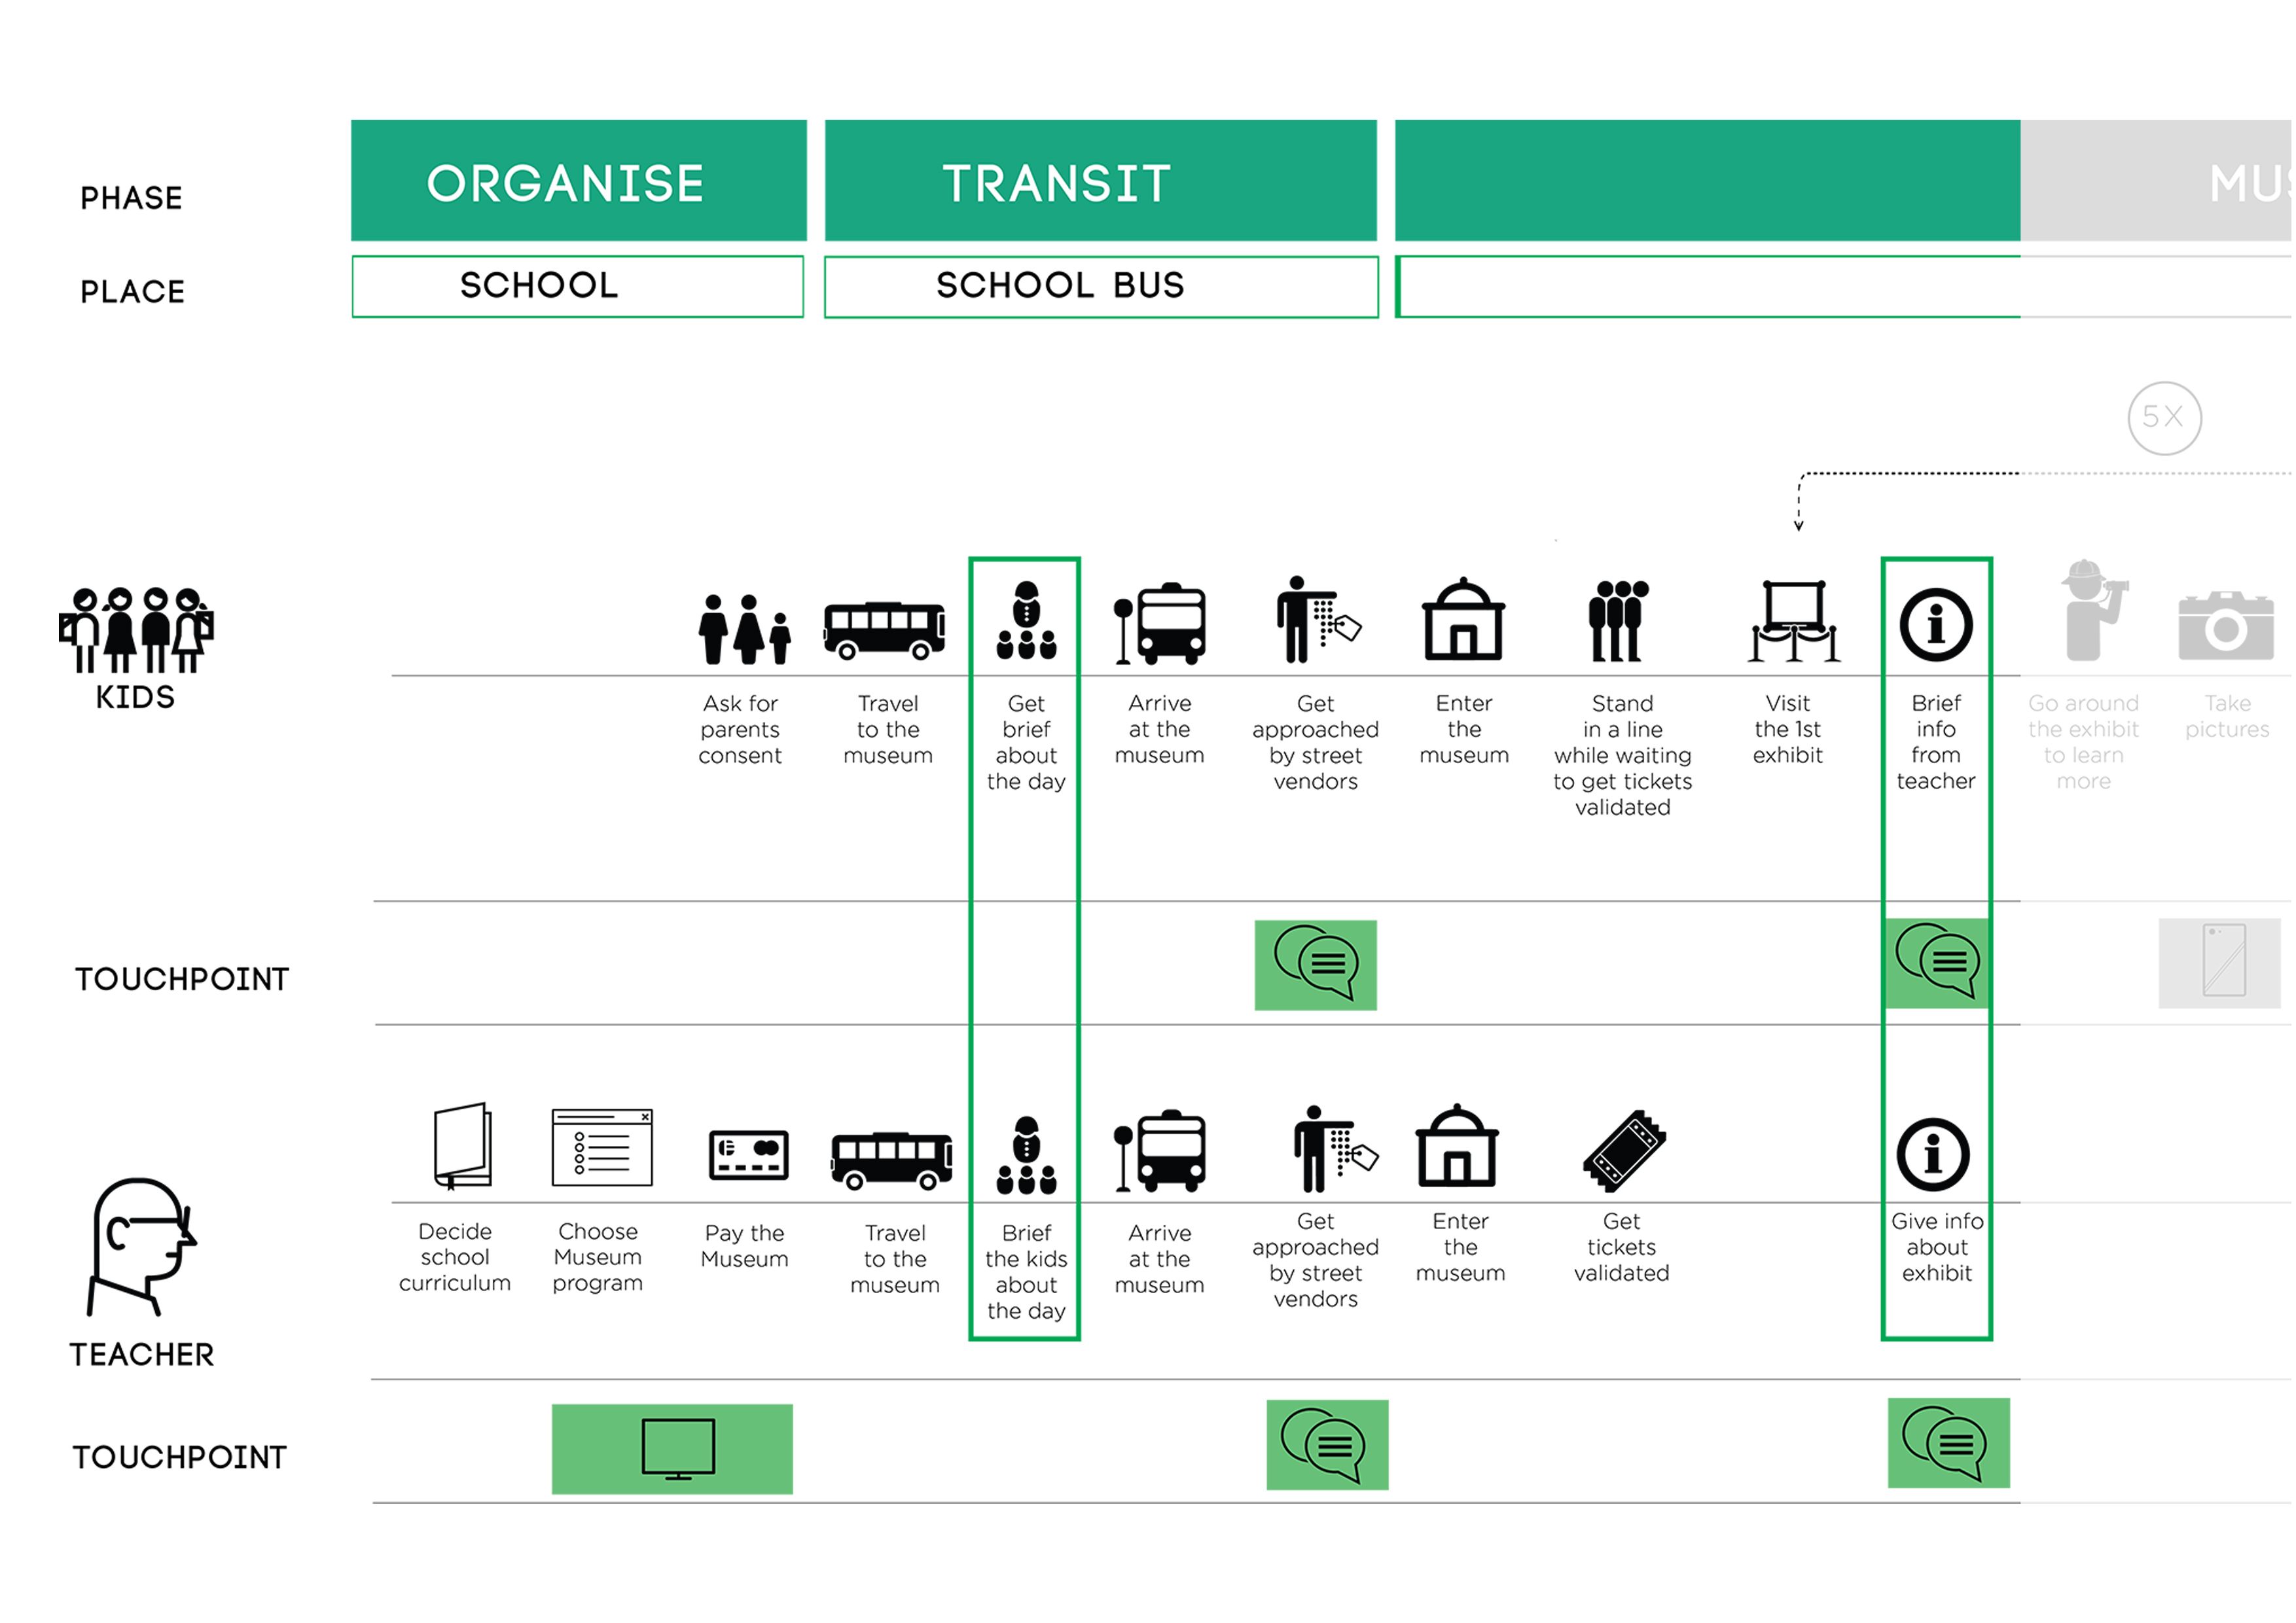 PHASE
ORGANISE
TRANSIT
PLACE
SCHOOL
SCHOOL BUS
5X
KIDS
Ask for
parents
consent
Travel
to the
museum
Get
brief
about
the day
Arrive
at the
museum
Get
approached
by street
vendors
Enter
the
museum
Stand
in a line
while waiting
to get tickets
validated
Visit
the 1st
exhibit
Brief
info
from
teacher
Go around
the exhibit
to learn
more
Take
pictures
TOUCHPOINT
TEACHER
Decide
school
curriculum
Choose
Museum
program
Pay the
Museum
Travel
to the
museum
Brief
the kids
about
the day
Arrive
at the
museum
Get
approached
by street
vendors
Enter
the
museum
Get
tickets
validated
Give info
about
exhibit
TOUCHPOINT